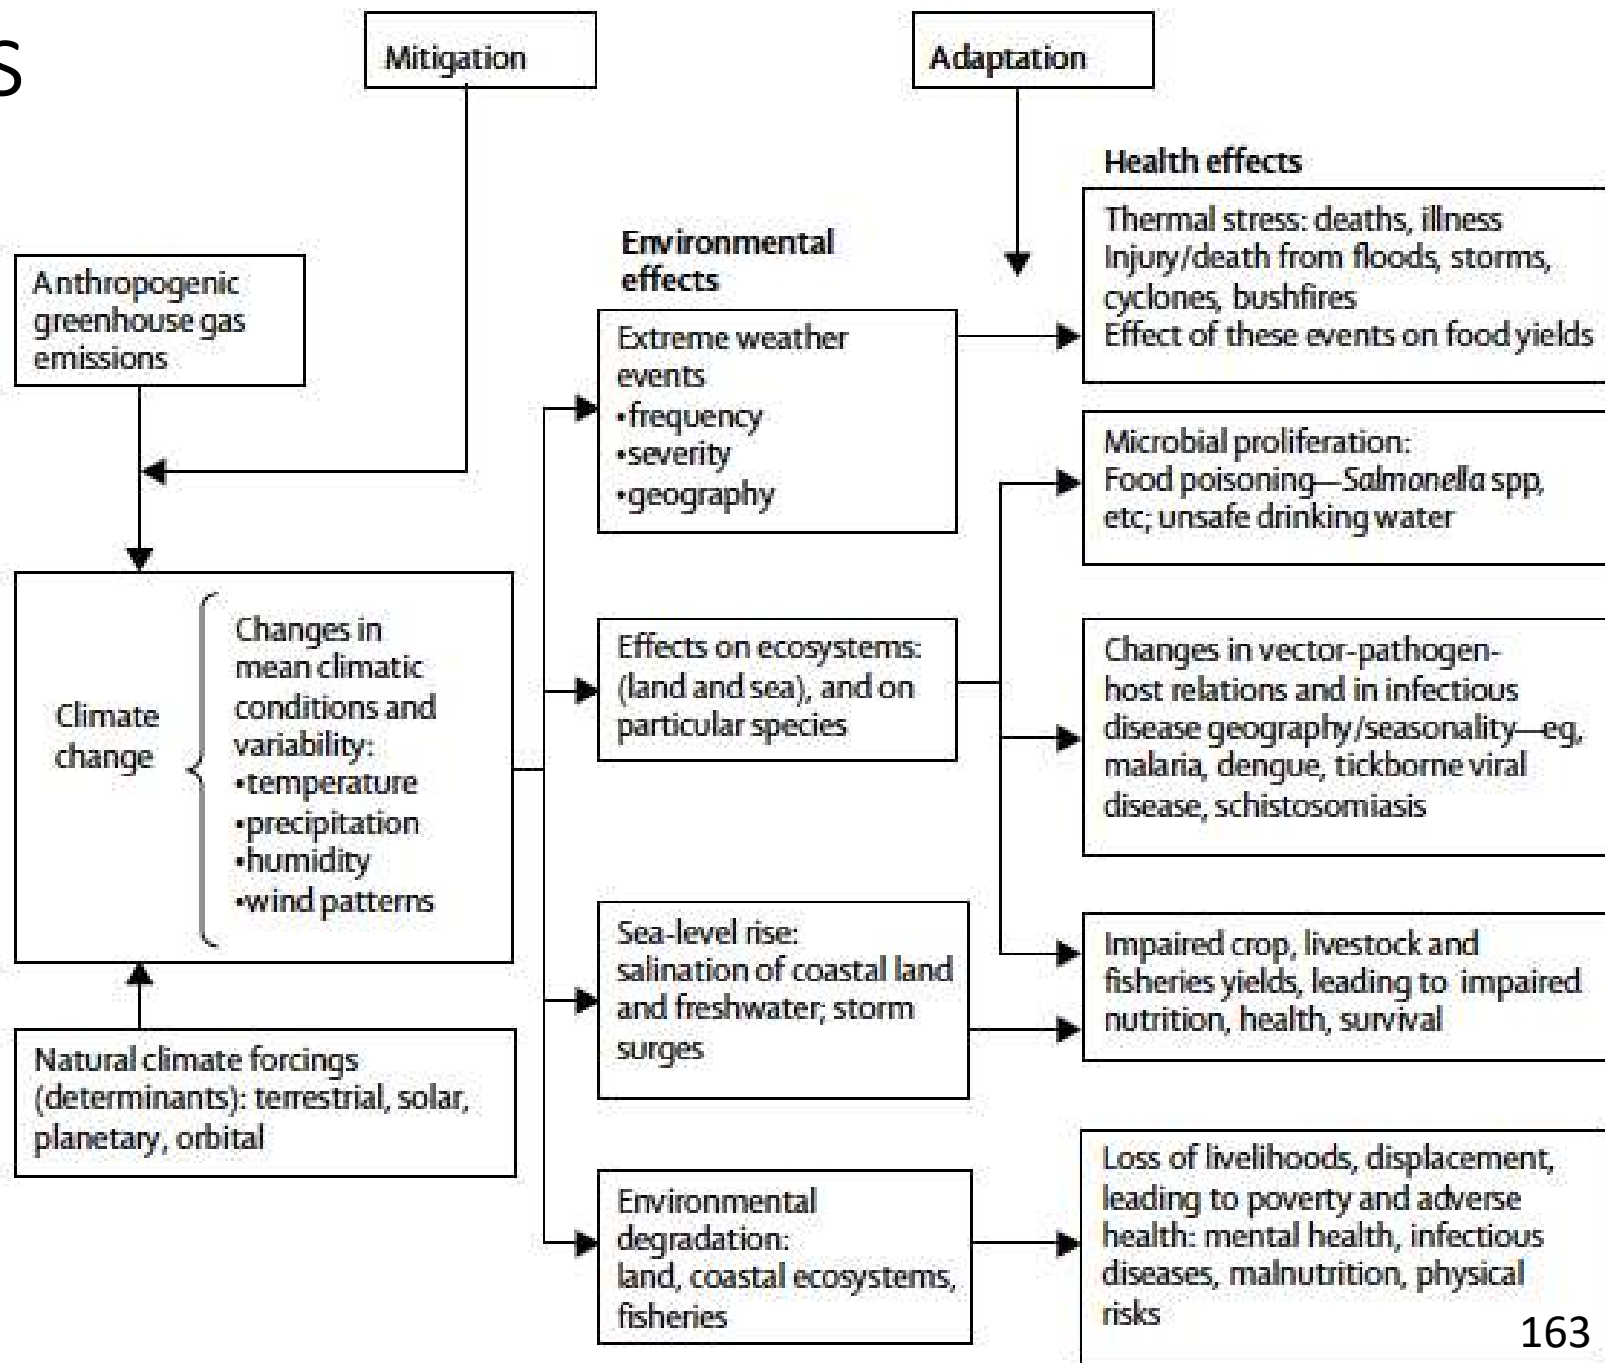 S
Mitigation
Adaptation
Health effects
Thermal stress: deaths, illness
Injury/death from floods, storms,
cyclones, bushfires
Effect of these events on food yields
Environmental
effects
Anthropogenic
greenhouse gas
emissions
Extreme weather
events
•frequency
•severity
•geography
Microbial proliferation:
Food poisoning—Salmonella spp,
etc; unsafe drinking water
Climate
change
Changes in
mean climatic
conditions and
variability:
•temperature
•precipitation
•humidity
•wind patterns
Effects on ecosystems:
(land and sea), and on
particular species
Changes in vector-pathogen-
host relations and in infectious
disease geography/seasonality—eg,
malaria, dengue, tickborne viral
disease, schistosomiasis
Sea-level rise:
salination of coastal land
and freshwater; storm
surges
Impaired crop, livestock and
fisheries yields, leading to impaired
nutrition, health, survival
Natural climate forcings
(determinants): terrestrial, solar,
planetary, orbital
Environmental
degradation:
land, coastal ecosystems,
fisheries
Loss of livelihoods, displacement,
leading to poverty and adverse
health: mental health, infectious
diseases, malnutrition, physical
risks
163